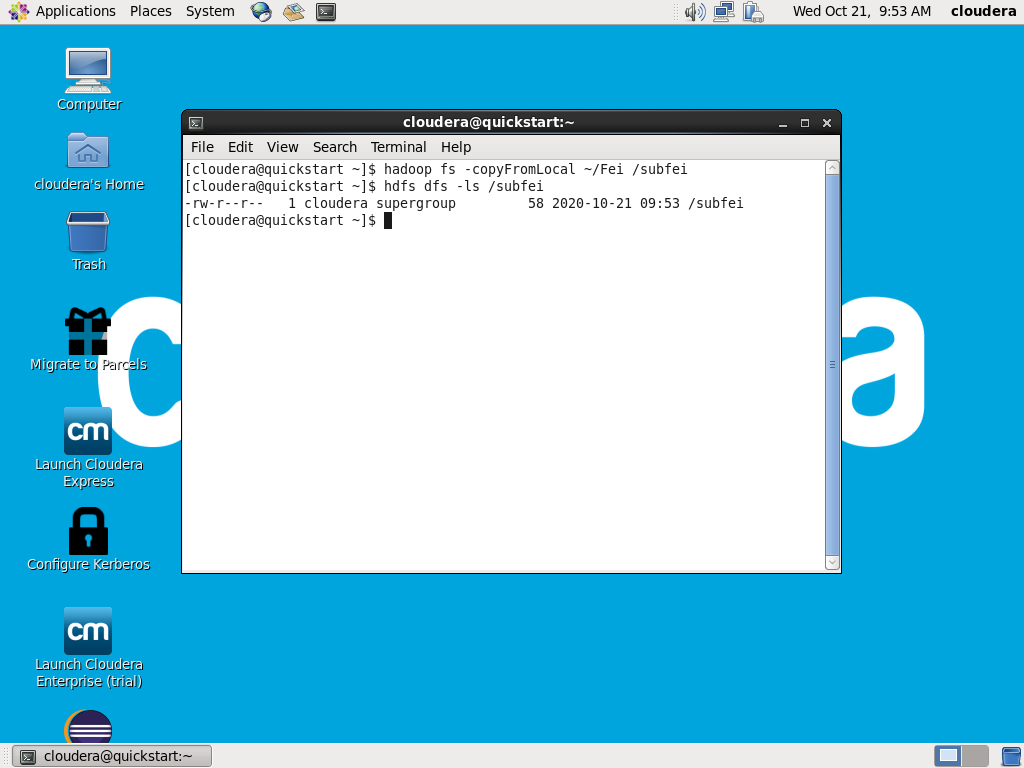 Applications Places System Wed Oct 21, 9:53 AM cloudera
Computer
cloudera's Home
Trash
Migrate to Parcels
cm
Launch Cloudera
Express
Configure Kerberos
cm
Launch Cloudera
Enterprise (trial)
cloudera@quickstart:~
File Edit View Search Terminal Help
[cloudera@quickstart ~]$ hadoop fs -copyFromLocal ~/Fei /subfei
[cloudera@quickstart ~]$ hdfs dfs -ls /subfei
-rw-r--r--   1 cloudera supergroup         58 2020-10-21 09:53 /subfei
[cloudera@quickstart ~]$
c
a
cloudera@quickstart:~